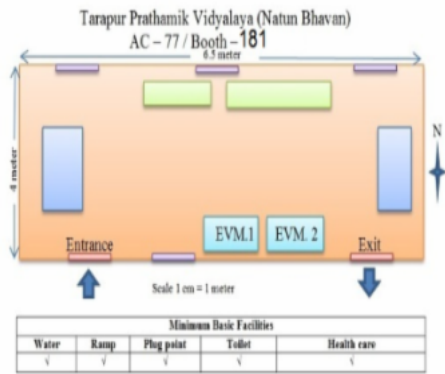 Tarapur Prathamik Vidyalaya (Natun Bhavan)
AC – 77 / Booth – 181
6.5 meter
4 meter
N
EVM.1 EVM. 2
Entrance Exit
Scale 1 cm = 1 meter
Minimum Basic Facilities
Water Ramp Plug point Toilet Health care
√ √ √ √ √